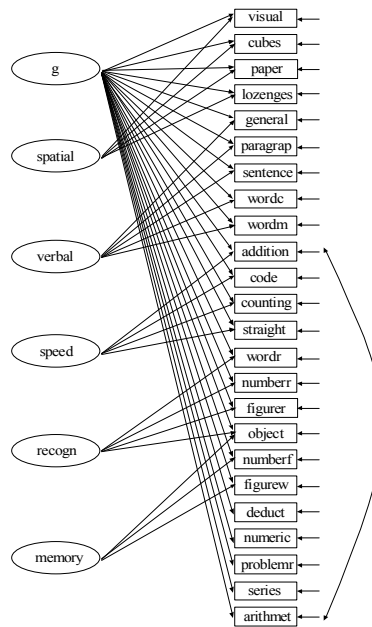 g
spatial
verbal
speed
recogn
memory
visual
cubes
paper
lozenges
general
paragrap
sentence
wordc
wordm
addition
code
counting
straight
wordr
numberr
figurer
object
numberf
figurew
deduct
numeric
problemr
series
arithmet